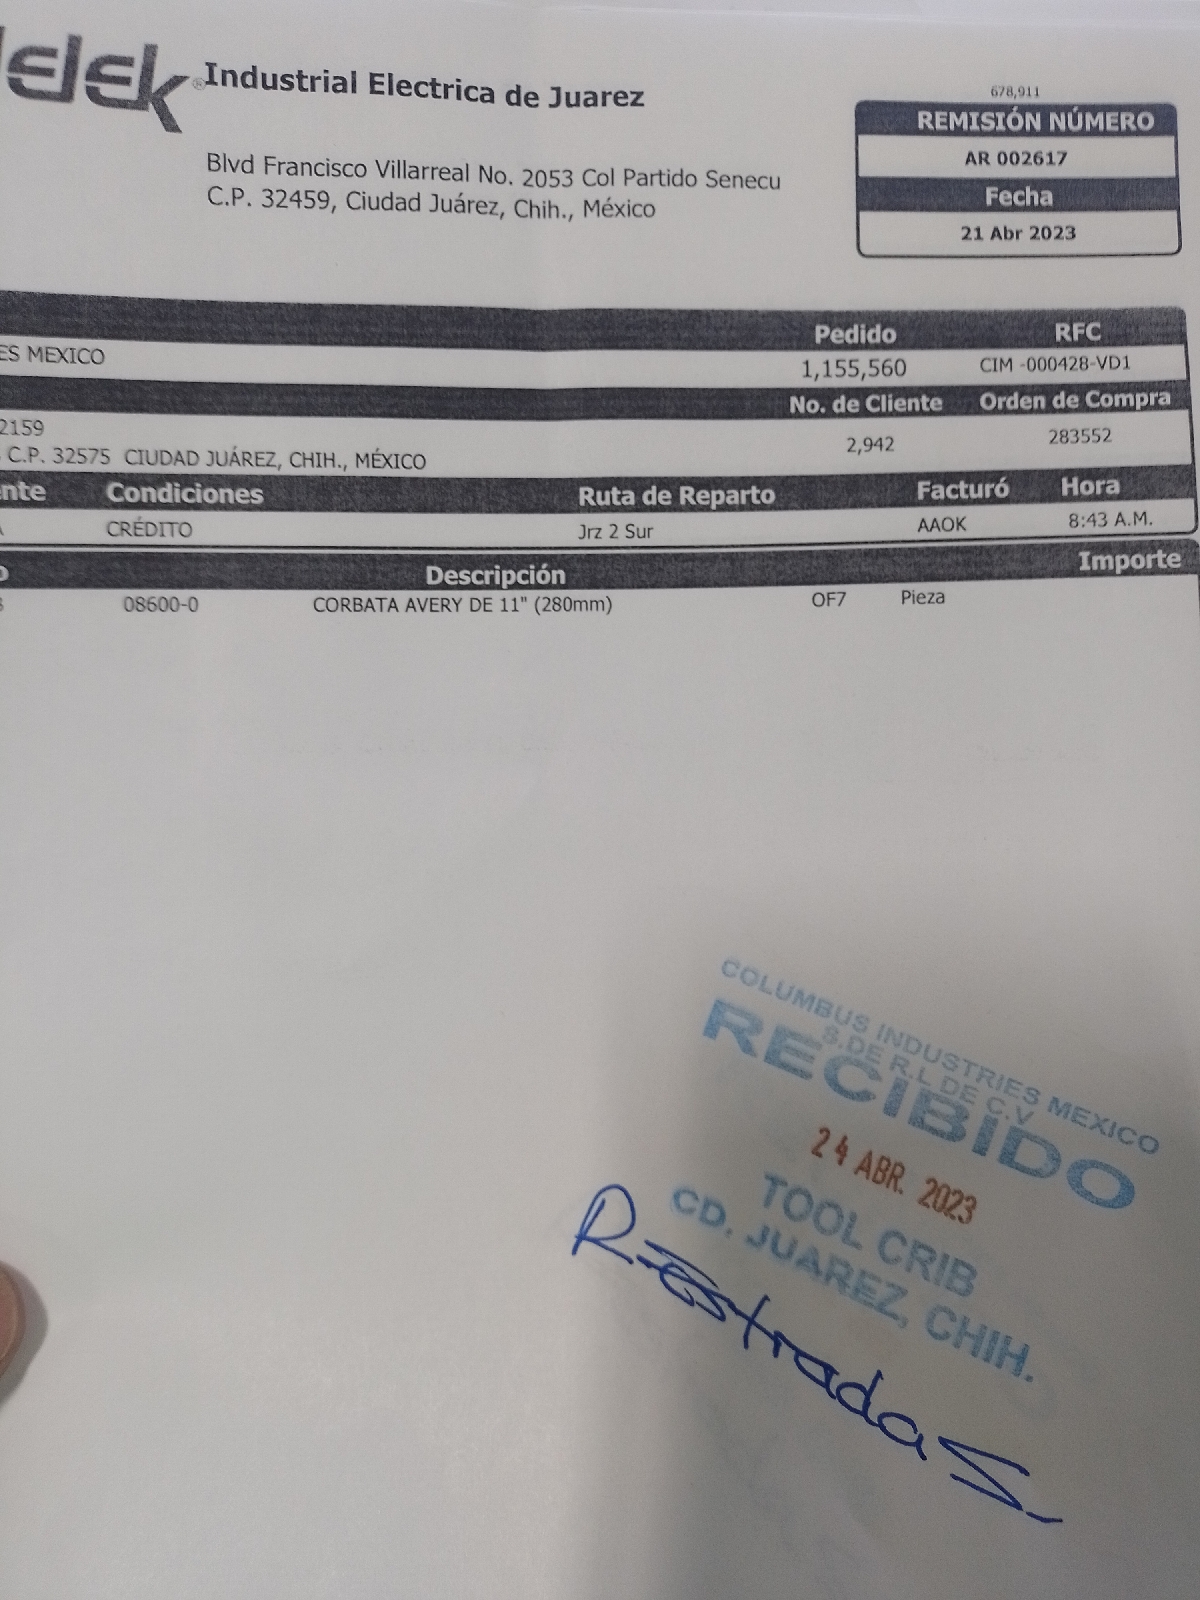 elek® Industrial Electrica de Juarez
Blvd Francisco Villarreal No. 2053 Col Partido Senecu
C.P. 32459, Ciudad Juárez, Chih., México
678,911
REMISIÓN NÚMERO
AR 002617
Fecha
21 Abr 2023
Pedido RFC
ES MEXICO 1,155,560 CIM -000428-VD1
No. de Cliente Orden de Compra
2159 2,942 283552
C.P. 32575 CIUDAD JUÁREZ, CHIH., MÉXICO
nte Condiciones Ruta de Reparto Facturó Hora
CRÉDITO Jrz 2 Sur AAOK 8:43 A.M.
Descripción Importe
08600-0 CORBATA AVERY DE 11" (280mm) OF7 Pieza
COLUMBUS INDUSTRIES MEXICO
S.DE R.L DE C.V
RECIBIDO
24 ABR. 2023
TOOL CRIB
CD. JUAREZ, CHIH.
R-Estrada S.